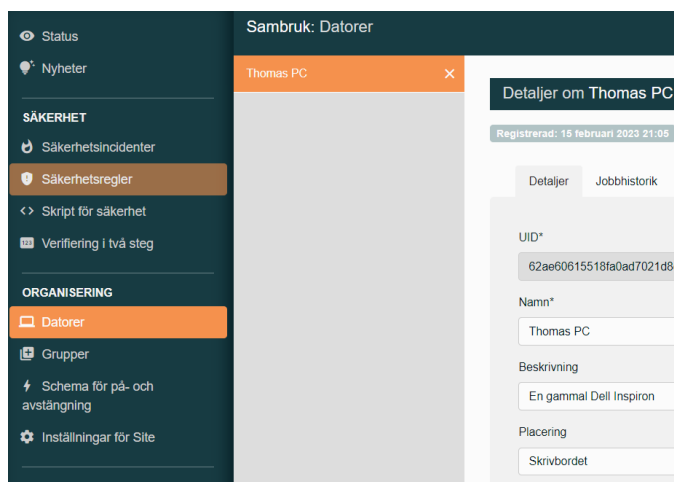 Status
Nyheter
SÄKERHET
Säkerhetsincidenter
Säkerhetsregler
Skript för säkerhet
Verifiering i två steg
ORGANISERING
Datorer
Grupper
Schema för på- och
avstängning
Inställningar för Site
Sambruk: Datorer
Thomas PC
Detaljer om Thomas PC
Registrerad: 15 februari 2023 21:05
Detaljer Jobbhistorik
UID*
62ae60615518fa0ad7021d8
Namn*
Thomas PC
Beskrivning
En gammal Dell Inspiron
Placering
Skrivbordet